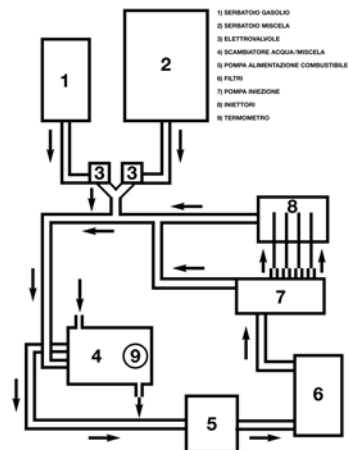 1) SERBATOIO GASOLIO
2) SERBATOIO MISCELA
3) ELETTROVALVOLE
4) SCAMBIATORE ACQUA/MISCELA
5) POMPA ALIMENTAZIONE COMBUSTIBILE
6) FILTRI
7) POMPA INIEZIONE
8) INIETTORI
9) TERMOMETRO
1
2
3
3
8
7
4
9
6
5